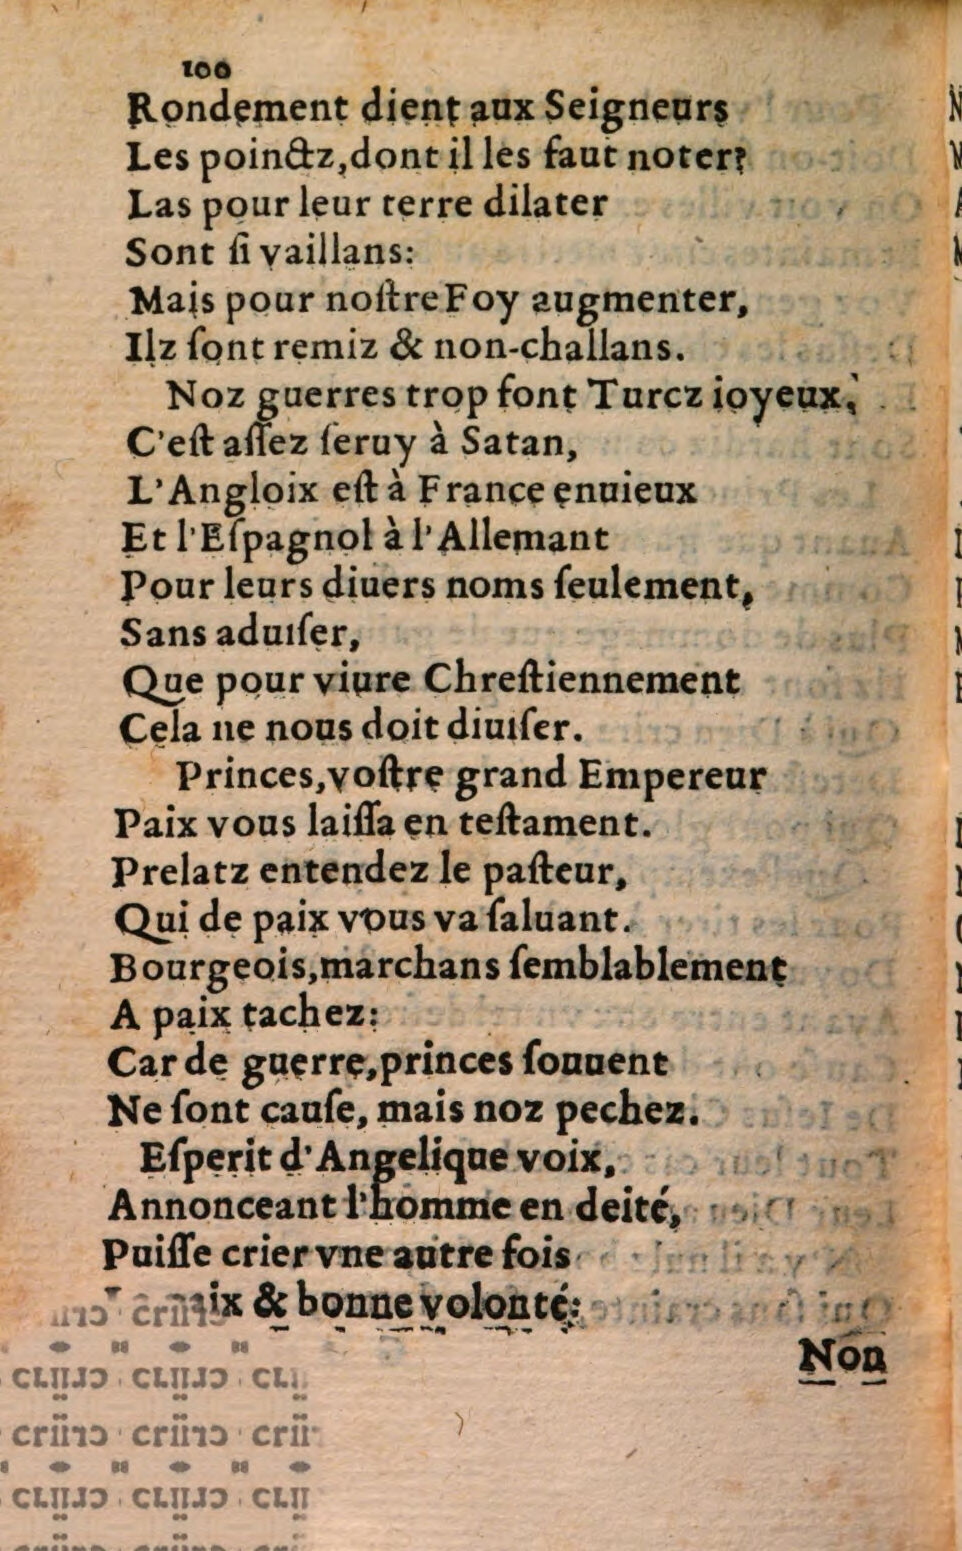 100
Rondement dient aux Seigneurs
Les poinctz,dont il les faut noter?
Las pour leur terre dilater
Sont ſi vaillans:
Mais pour noſtre Foy augmenter,
Ilz ſont remiz & non-challans.
Noz guerres trop font Turcz ioyeux,
C'eſt aſſez ſeruy à Satan,
L'Angloix eſt à France enuieux
Et l'Eſpagnol à l'Allemant
Pour leurs diuers noms ſeulement,
Sans aduiſer,
Que pour viure Chreſtiennement
Cela ne nous doit diuiſer.
Princes,voſtre grand Empereur
Paix vous laiſſa en teſtament.
Prelatz entendez le paſteur,
Qui de paix vous va ſaluant.
Bourgeois,marchans ſemblablement
A paix tachez:
Car de guerre,princes ſouuent
Ne ſont cauſe, mais noz pechez.
Eſperit d'Angelique voix,
Annonceant l'homme en deité,
Puiſſe crier vne autre fois
& bonne volonté:
Non